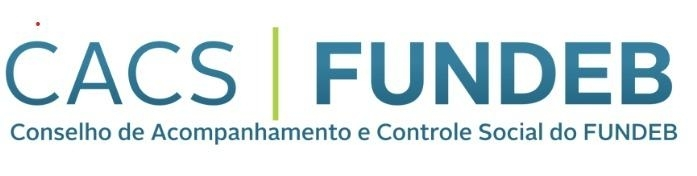 CACS | FUNDEB
Conselho de Acompanhamento e Controle Social do FUNDEB